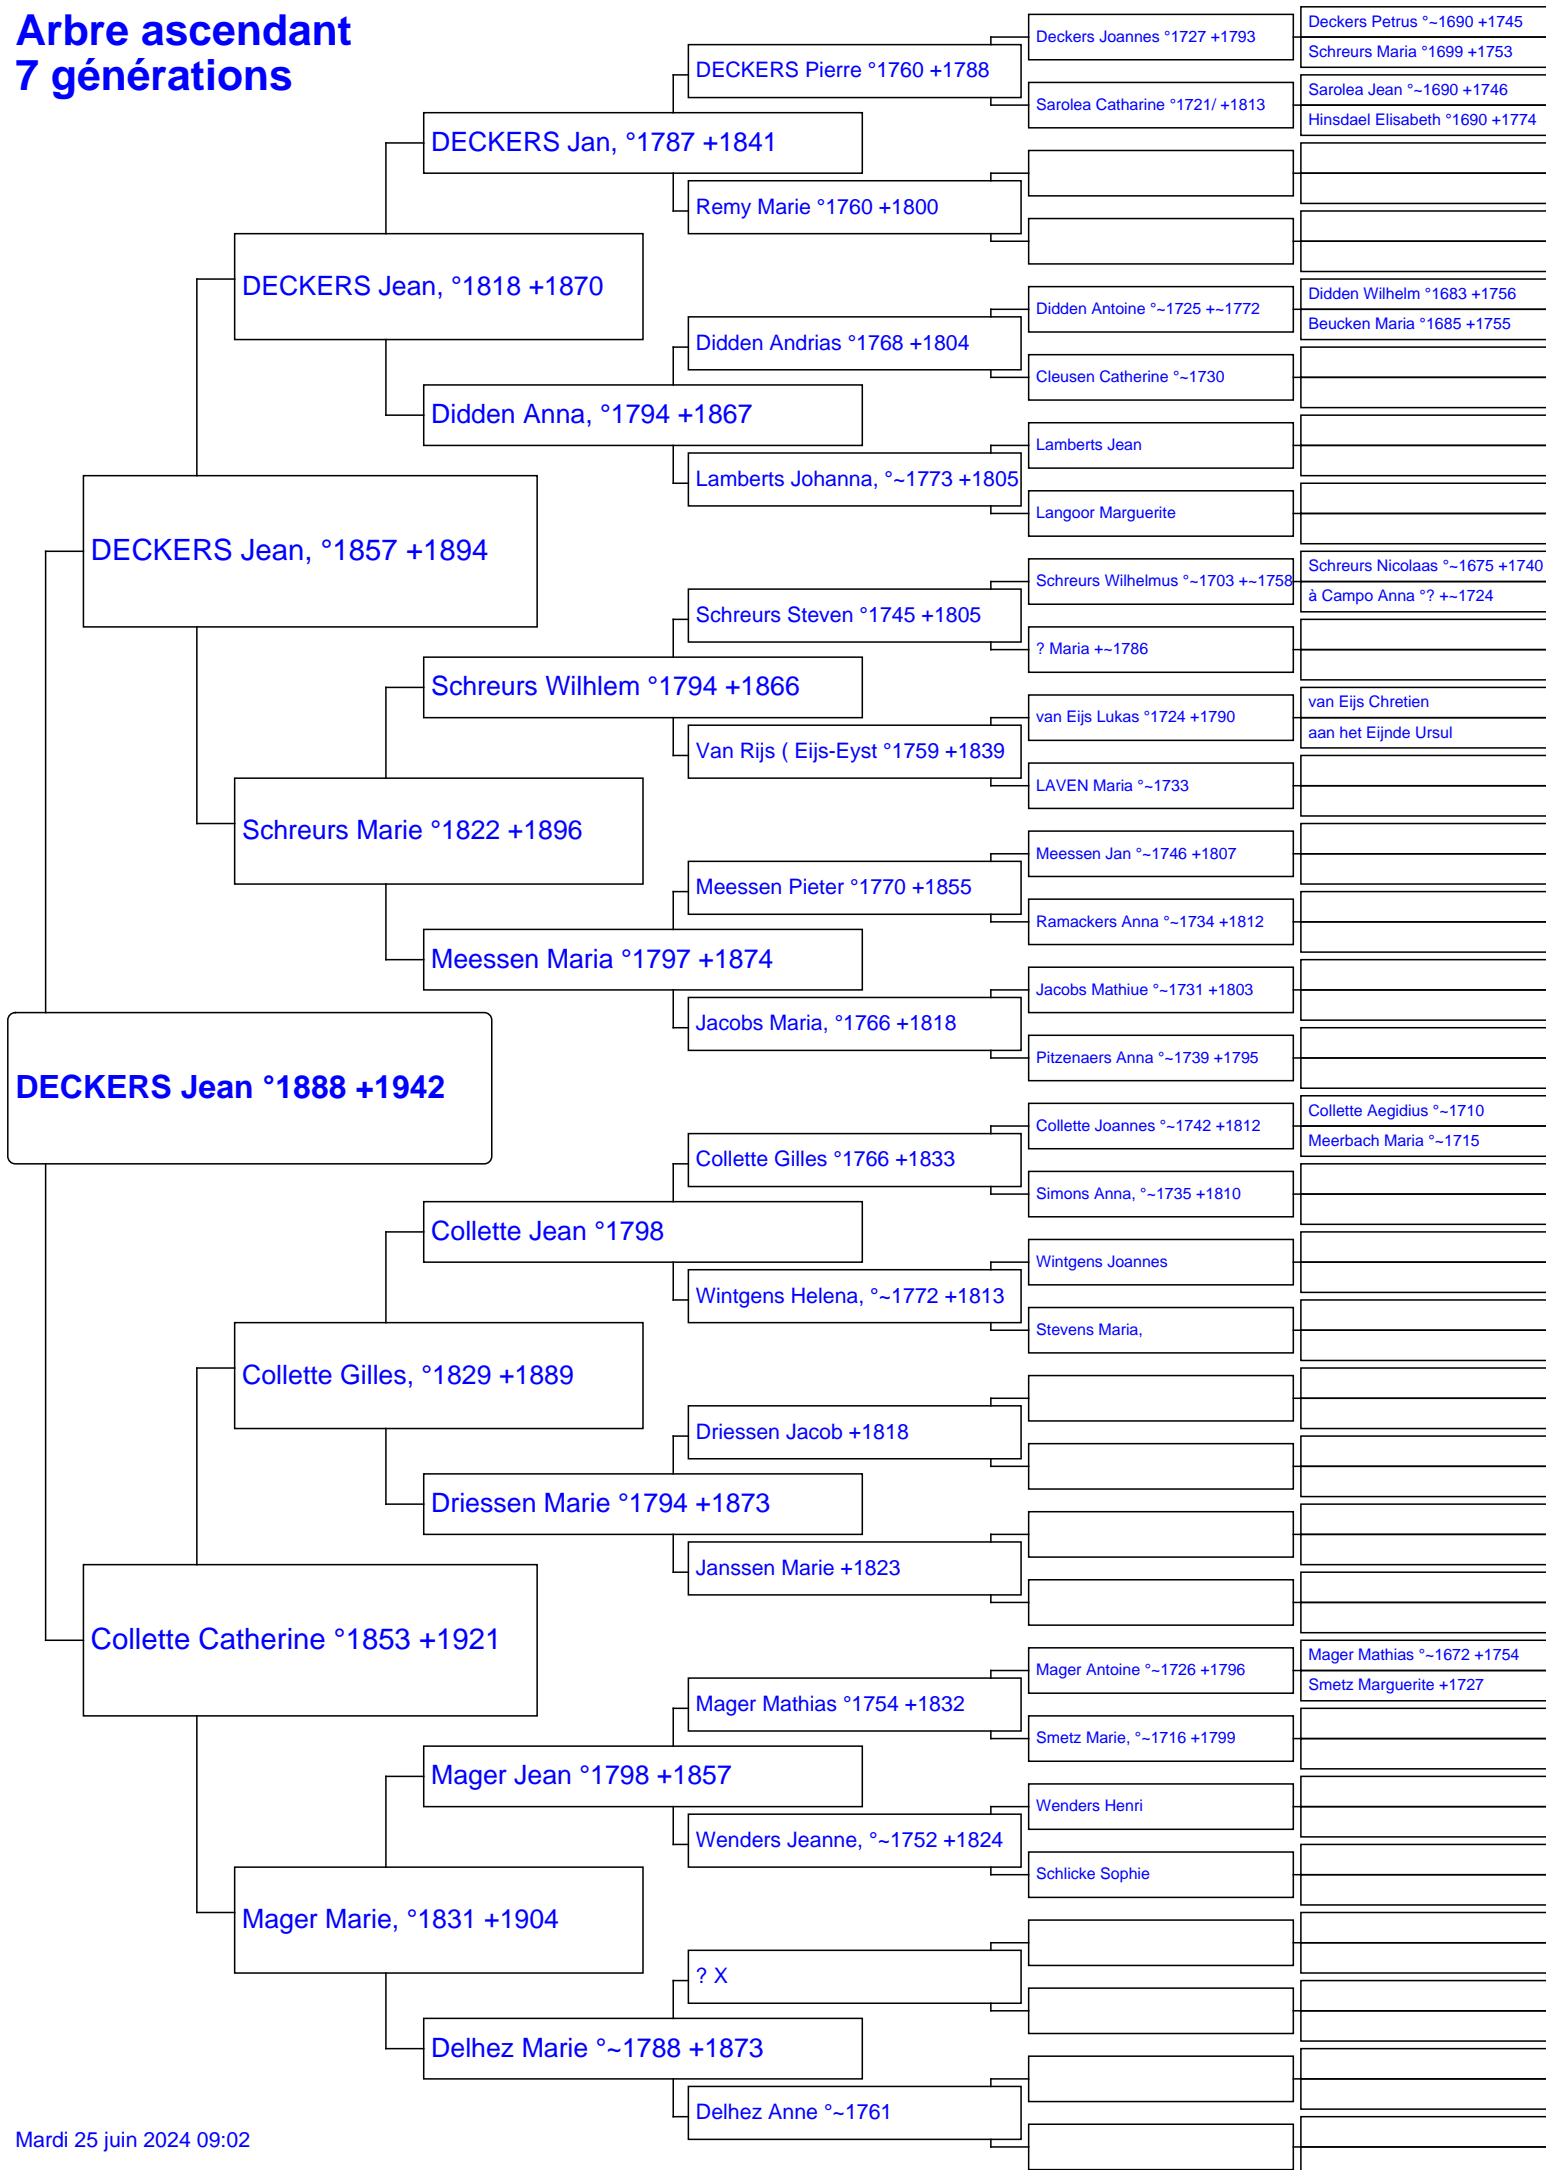 Arbre ascendant
7 générations
Deckers Petrus °~1690 +1745
Deckers Joannes °1727 +1793
Schreurs Maria °1699 +1753
DECKERS Pierre °1760 +1788
Sarolea Jean °~1690 +1746
Sarolea Catharine °1721/ +1813
Hinsdael Elisabeth °1690 +1774
DECKERS Jan, °1787 +1841
Remy Marie °1760 +1800
DECKERS Jean, °1818 +1870
Didden Wilhelm °1683 +1756
Didden Antoine °~1725 +~1772
Beucken Maria °1685 +1755
Didden Andrias °1768 +1804
Cleusen Catherine °~1730
Didden Anna, °1794 +1867
Lamberts Jean
Lamberts Johanna, °~1773 +1805
Langoor Marguerite
DECKERS Jean, °1857 +1894
Schreurs Nicolaas °~1675 +1740
Schreurs Wilhelmus °~1703 +~1758
à Campo Anna °? +~1724
Schreurs Steven °1745 +1805
? Maria +~1786
Schreurs Wilhlem °1794 +1866
van Eijs Chretien
van Eijs Lukas °1724 +1790
aan het Eijnde Ursul
Van Rijs ( Eijs-Eyst °1759 +1839
LAVEN Maria °~1733
Schreurs Marie °1822 +1896
Meessen Jan °~1746 +1807
Meessen Pieter °1770 +1855
Ramackers Anna °~1734 +1812
Meessen Maria °1797 +1874
Jacobs Mathiue °~1731 +1803
Jacobs Maria, °1766 +1818
Pitzenaers Anna °~1739 +1795
DECKERS Jean °1888 +1942
Collette Aegidius °~1710
Collette Joannes °~1742 +1812
Meerbach Maria °~1715
Collette Gilles °1766 +1833
Simons Anna, °~1735 +1810
Collette Jean °1798
Wintgens Joannes
Wintgens Helena, °~1772 +1813
Stevens Maria,
Collette Gilles, °1829 +1889
Driessen Jacob +1818
Driessen Marie °1794 +1873
Janssen Marie +1823
Collette Catherine °1853 +1921
Mager Mathias °~1672 +1754
Mager Antoine °~1726 +1796
Smetz Marguerite +1727
Mager Mathias °1754 +1832
Smetz Marie, °~1716 +1799
Mager Jean °1798 +1857
Wenders Henri
Wenders Jeanne, °~1752 +1824
Schlicke Sophie
Mager Marie, °1831 +1904
? X
Delhez Marie °~1788 +1873
Delhez Anne °~1761
Mardi 25 juin 2024 09:02